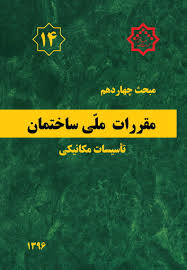 ۱۴
مبحث چهاردهم
مقررات ملّی ساختمان
تأسیسات مکانیکی
۱۳۹۶